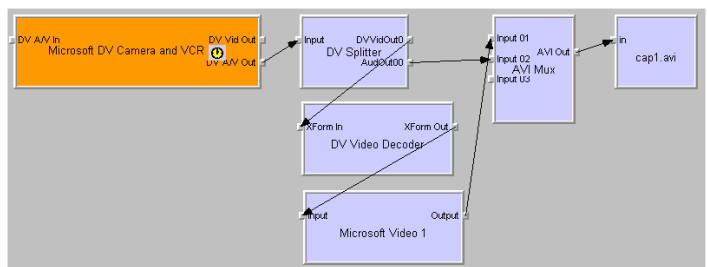 DV A/V In
DV Vid Out
Microsoft DV Camera and VCR
DV A/V Out
Input
DVVidOut0
DV Splitter
AudOut00
Input 01
AVI Out
Input 02
AVI Mux
Input 03
in
cap1.avi
XForm In
XForm Out
DV Video Decoder
Input
Output
Microsoft Video 1